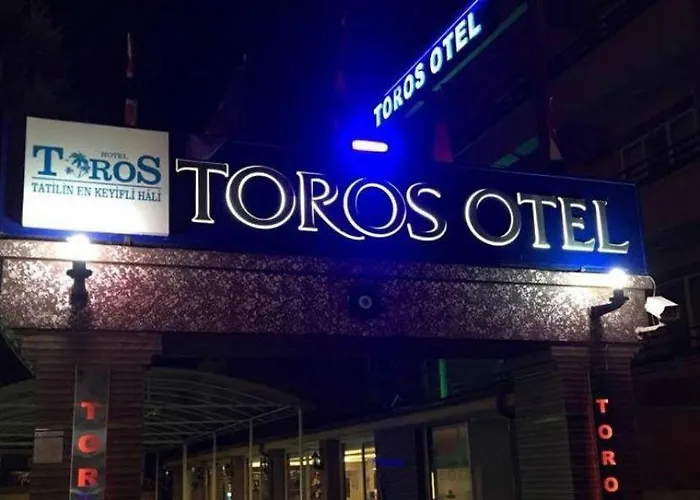 TOROS OTEL
HOTEL
TOROS
TATİLİN EN KEYİFLİ HALİ
TOROS OTEL
TOR
TORO